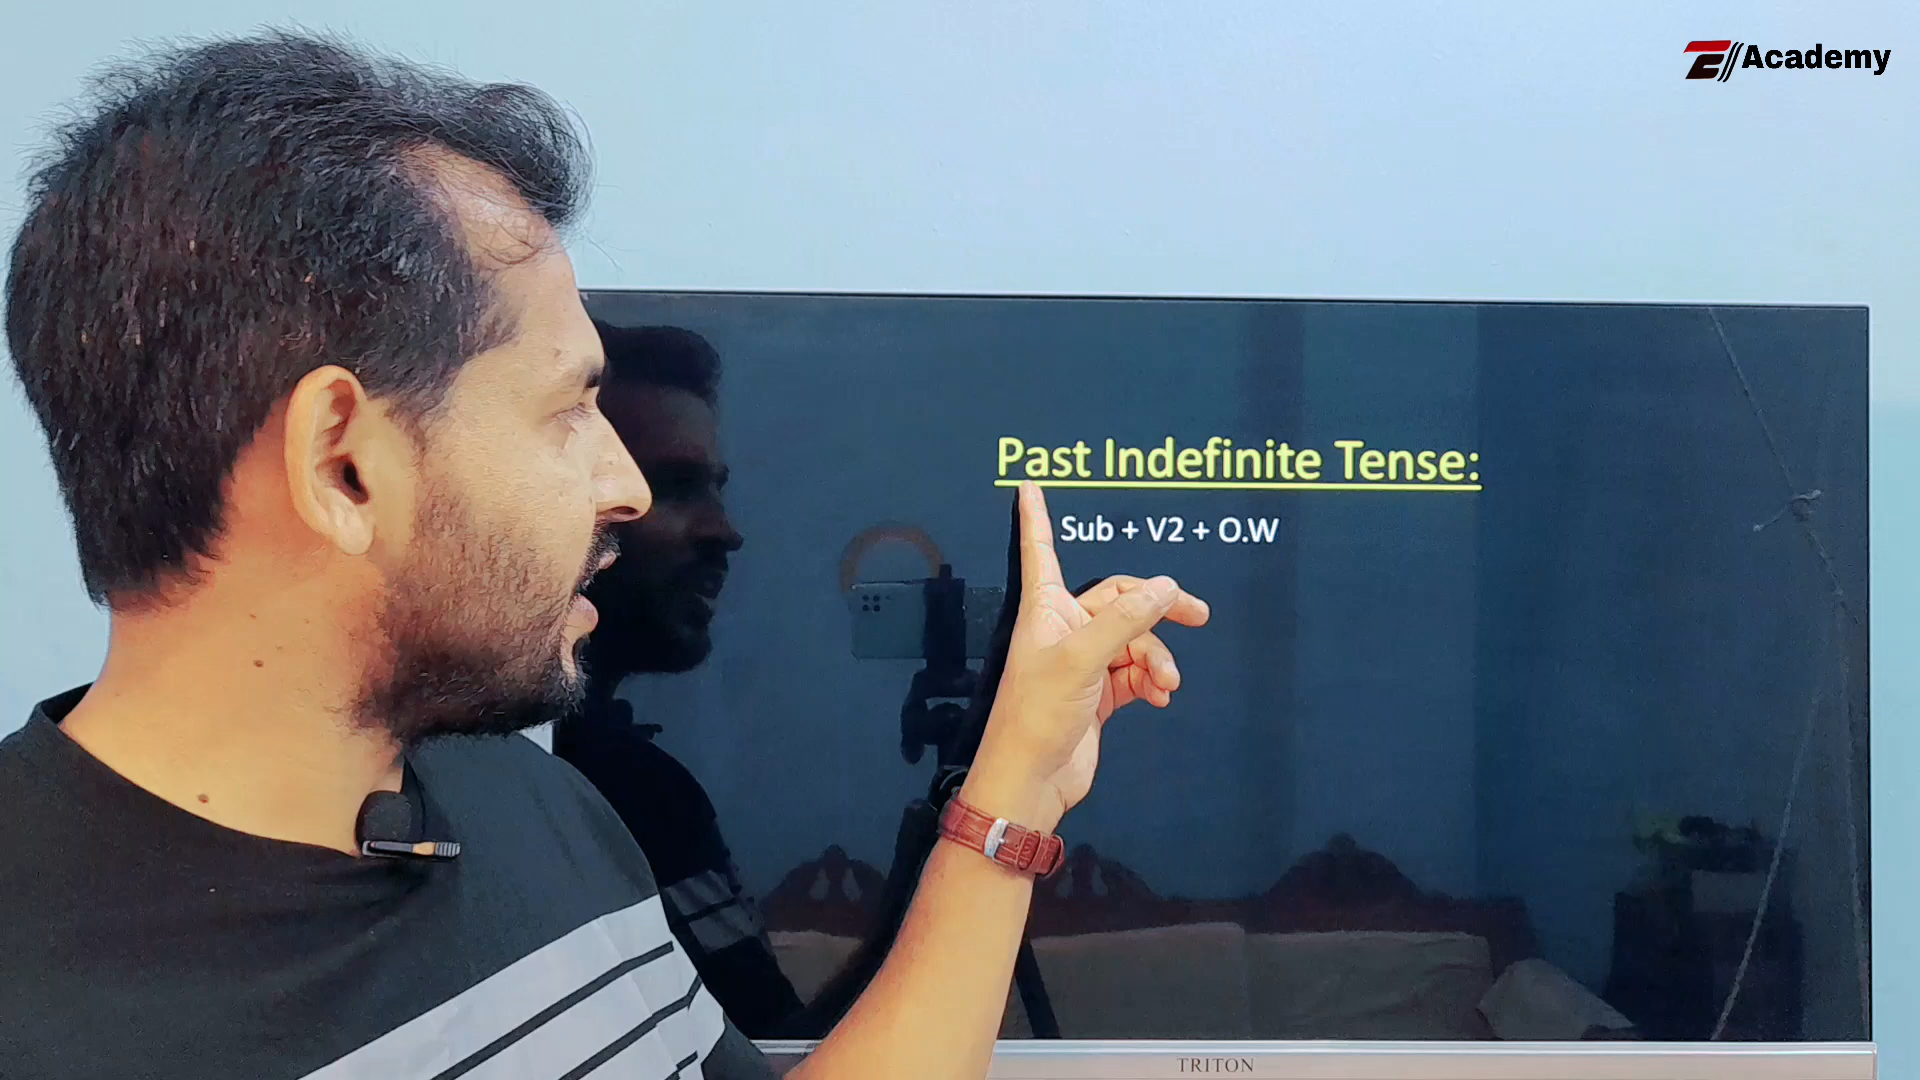 Academy
Past Indefinite Tense:
Sub + V2 + O.W
TRITON